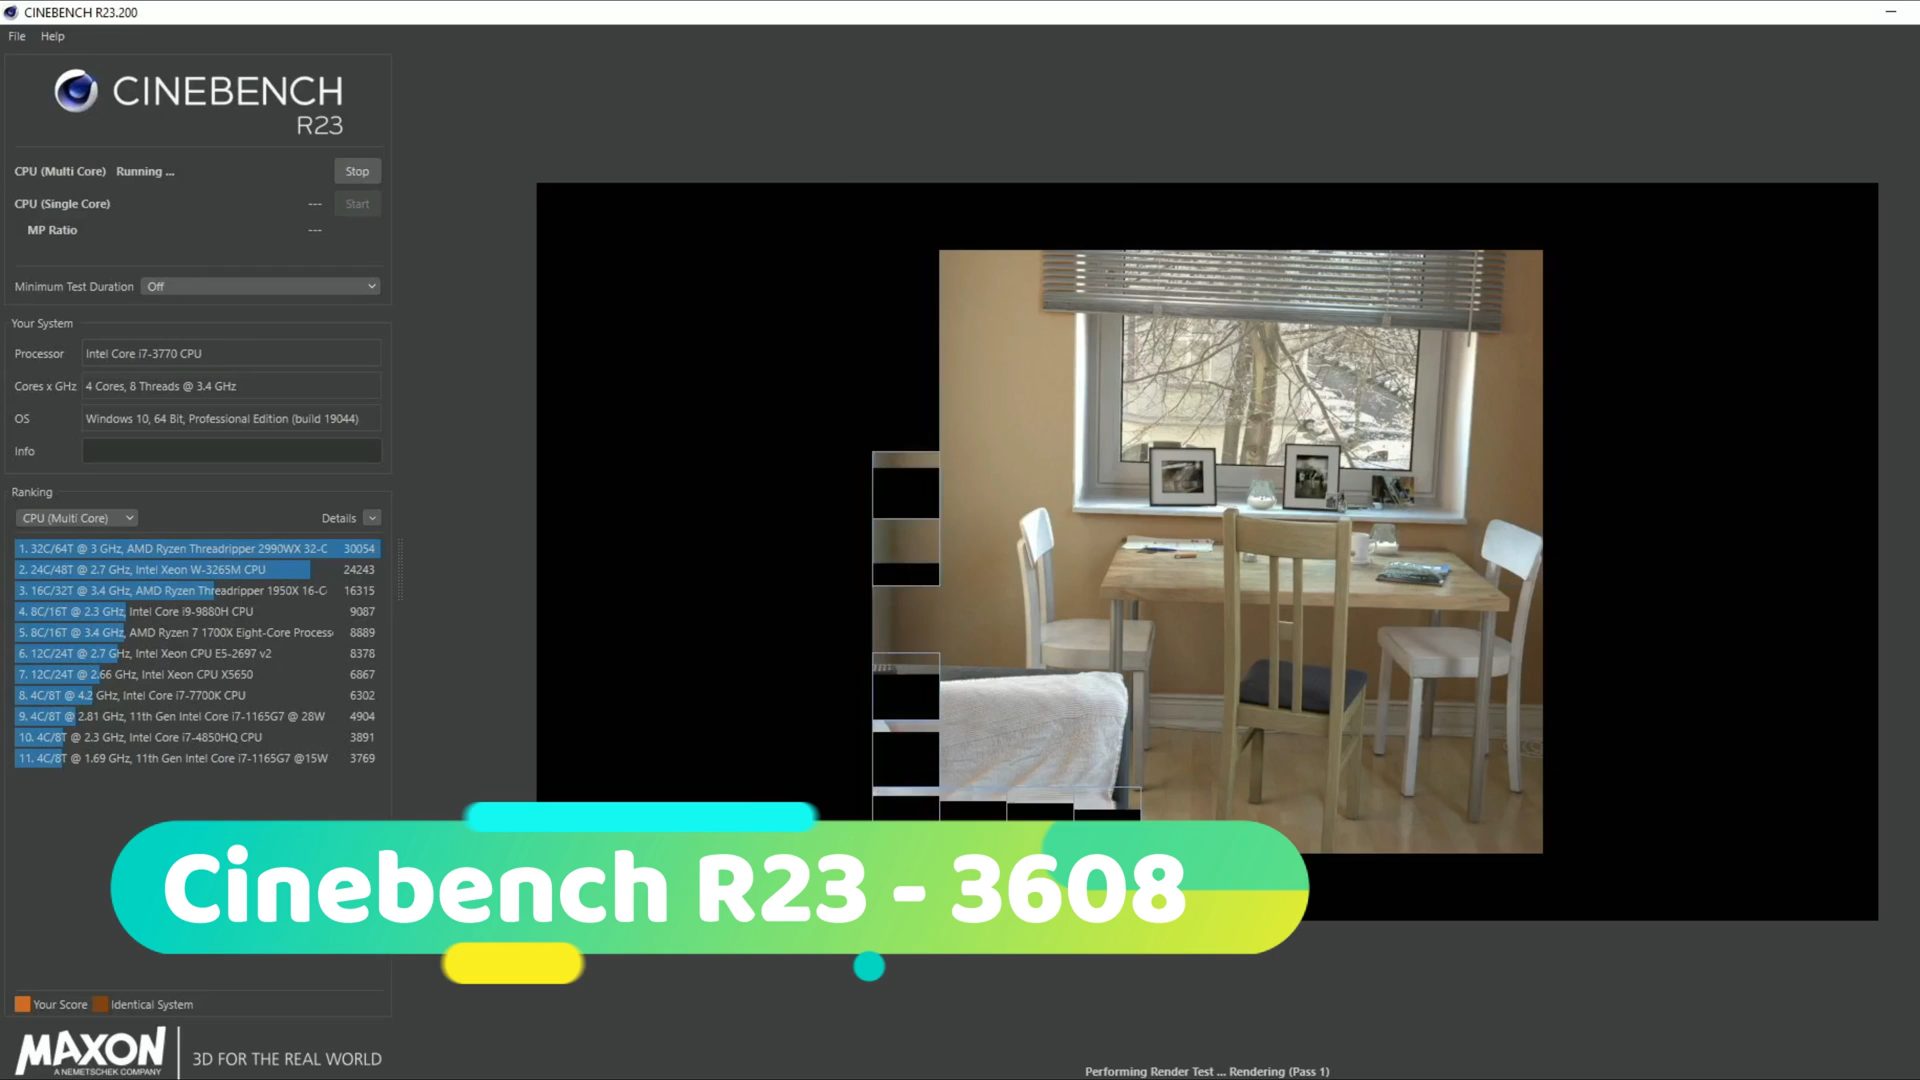 CINEBENCH R23.200
File Help
CINEBENCH
R23
CPU (Multi Core) Running ... Stop
CPU (Single Core) --- Start
MP Ratio ---
Minimum Test Duration Off
Your System
Processor Intel Core i7-3770 CPU
Cores x GHz 4 Cores, 8 Threads @ 3.4 GHz
OS Windows 10, 64 Bit, Professional Edition (build 19044)
Info
Ranking
CPU (Multi Core) Details
1. 32C/64T @ 3 GHz, AMD Ryzen Threadripper 2990WX 32-C 30054
2. 24C/48T @ 2.7 GHz, Intel Xeon W-3265M CPU 24243
3. 16C/32T @ 3.4 GHz, AMD Ryzen Threadripper 1950X 16-C 16315
4. 8C/16T @ 2.3 GHz, Intel Core i9-9880H CPU 9087
5. 8C/16T @ 3.4 GHz, AMD Ryzen 7 1700X Eight-Core Process 8889
6. 12C/24T @ 2.7 GHz, Intel Xeon CPU E5-2697 v2 8378
7. 12C/24T @ 2.66 GHz, Intel Xeon CPU X5650 6867
8. 4C/8T @ 4.2 GHz, Intel Core i7-7700K CPU 6302
9. 4C/8T @ 2.81 GHz, 11th Gen Intel Core i7-1165G7 @ 28W 4904
10. 4C/8T @ 2.3 GHz, Intel Core i7-4850HQ CPU 3891
11. 4C/8T @ 1.69 GHz, 11th Gen Intel Core i7-1165G7 @15W 3769
Cinebench R23 - 3608
Your Score Identical System
MAXON
A NEMETSCHEK COMPANY
3D FOR THE REAL WORLD
Performing Render Test ... Rendering (Pass 1)